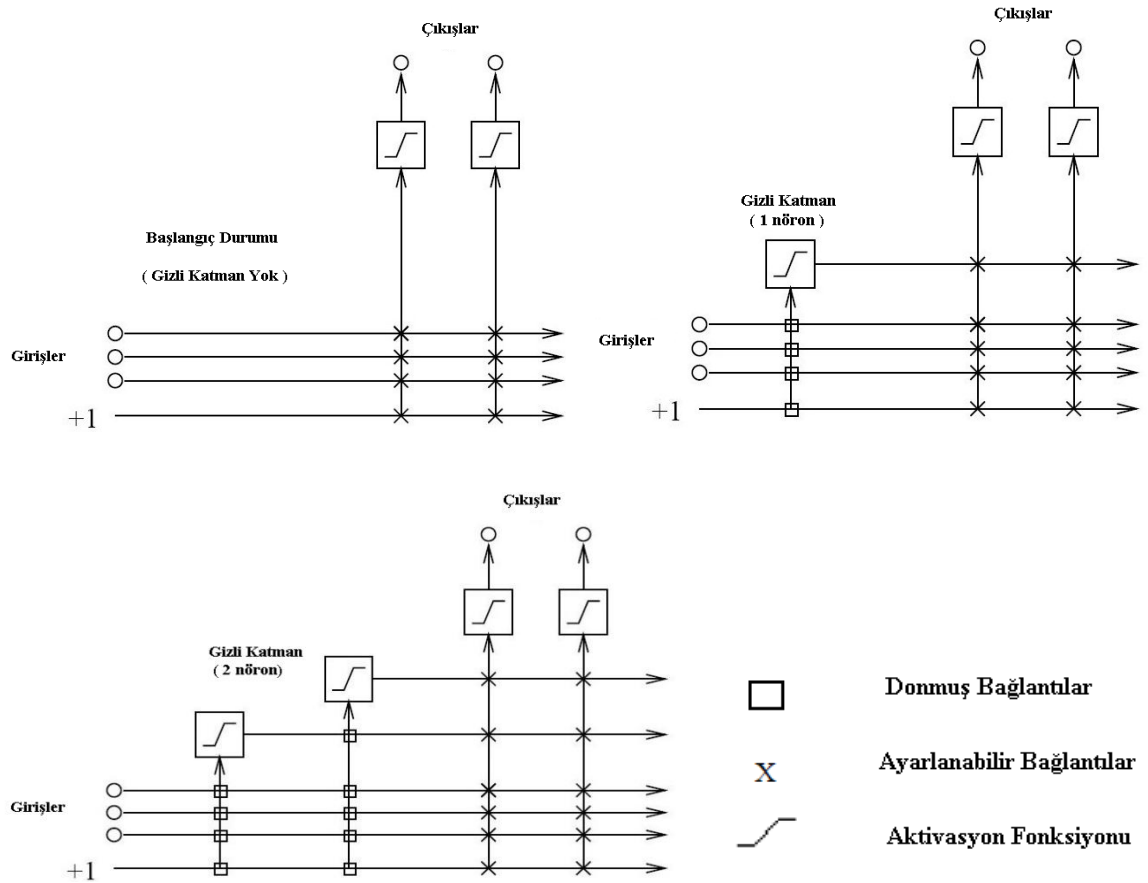 Çıkışlar
Başlangıç Durumu
( Gizli Katman Yok )
Girişler
+1
Çıkışlar
Gizli Katman
( 1 nöron )
Girişler
+1
Çıkışlar
Gizli Katman
( 2 nöron)
Girişler
+1
Donmuş Bağlantılar
X
Ayarlanabilir Bağlantılar
Aktivasyon Fonksiyonu